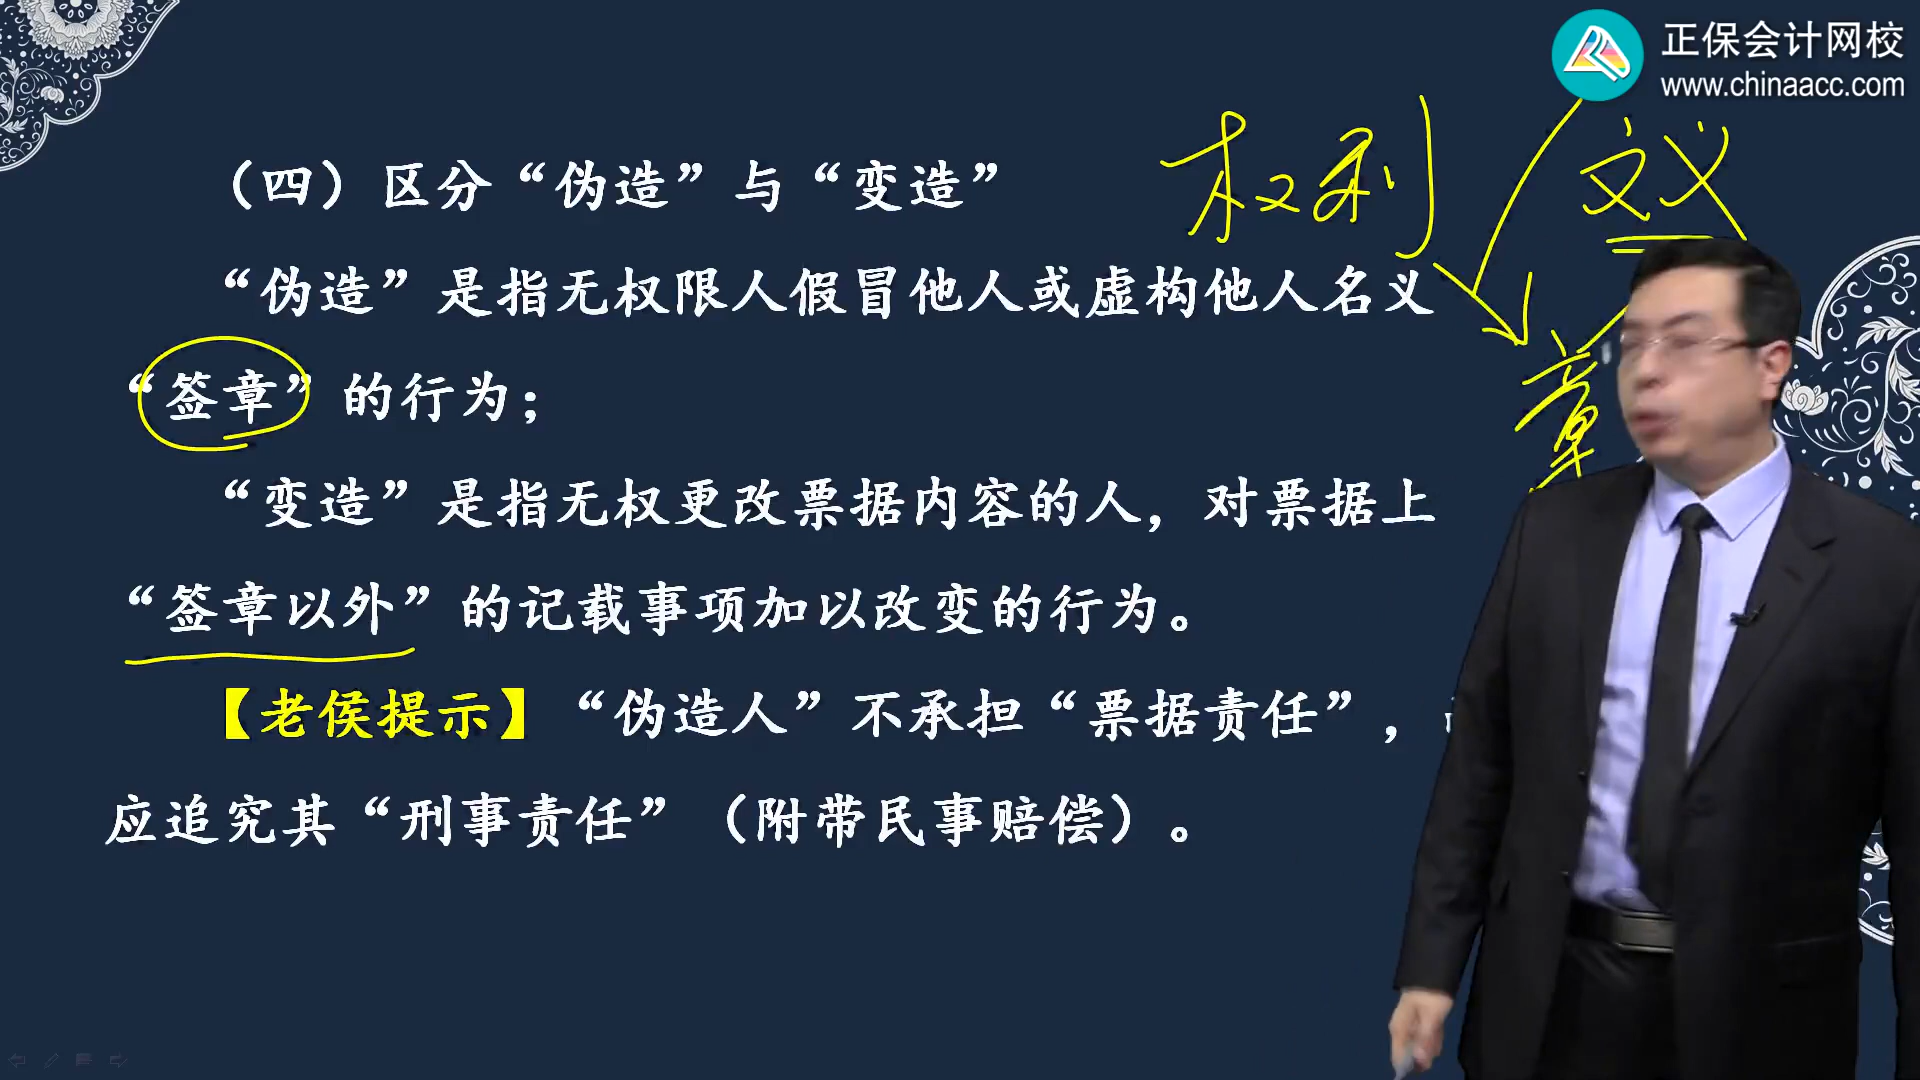 正保会计网校
www.chinaacc.com
权利
文义
章
（四）区分“伪造”与“变造”
“伪造”是指无权限人假冒他人或虚构他人名义
“签章”的行为；
“变造”是指无权更改票据内容的人，对票据上
“签章以外”的记载事项加以改变的行为。
【老侯提示】“伪造人”不承担“票据责任”，
应追究其“刑事责任”（附带民事赔偿）。